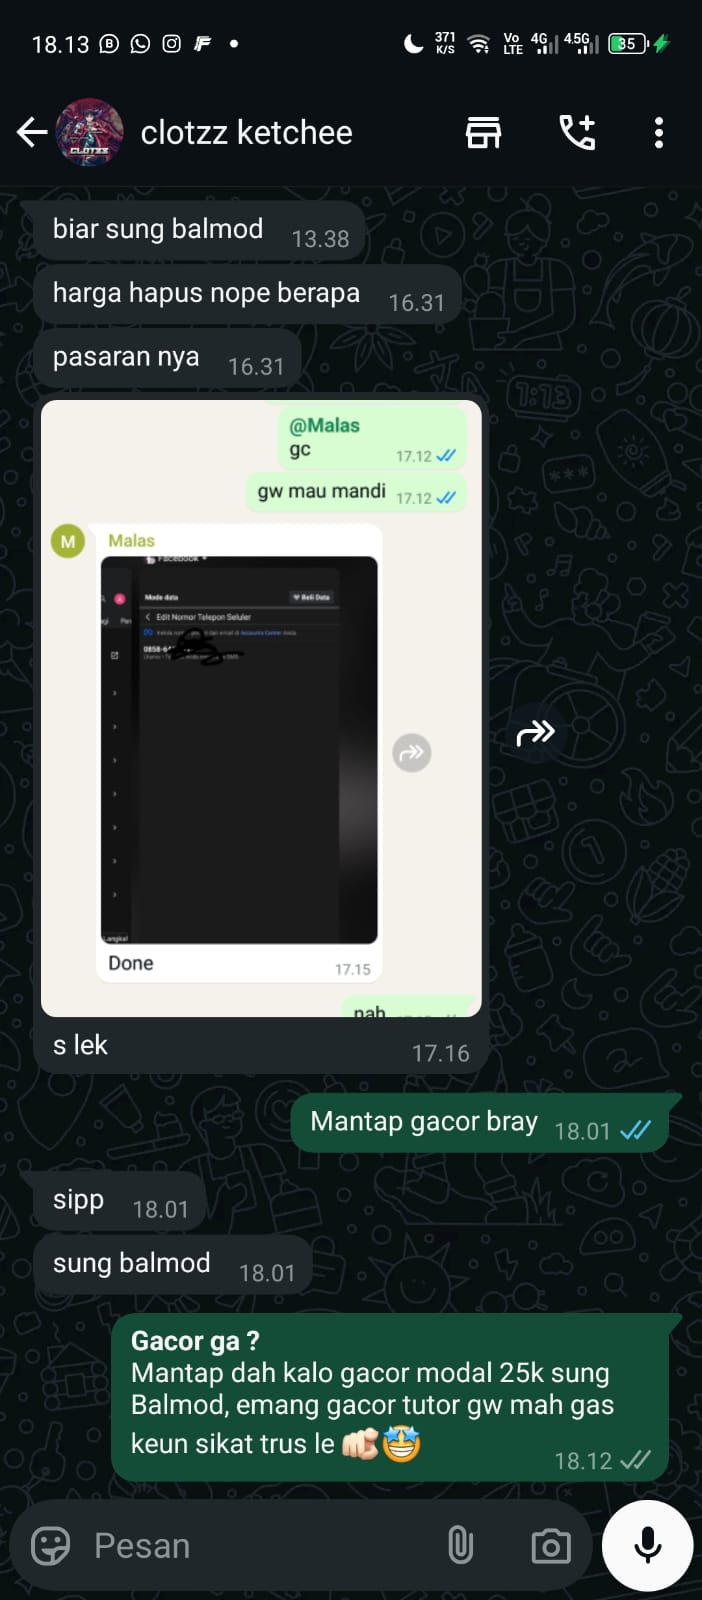 18.13
371 K/S
Vo LTE
4G
4.5G
35
clotzz ketchee
biar sung balmod 13.38
harga hapus nope berapa 16.31
pasaran nya 16.31
@Malas
gc 17.12
gw mau mandi 17.12
M
Malas
Facebook
Mode data
Beli Data
Edit Nomor Telepon Seluler
Accounts Center
0858-6
Done 17.15
nah
s lek 17.16
Mantap gacor bray 18.01
sipp 18.01
sung balmod 18.01
Gacor ga ?
Mantap dah kalo gacor modal 25k sung
Balmod, emang gacor tutor gw mah gas
keun sikat trus le 🫵🤩
18.12
Pesan